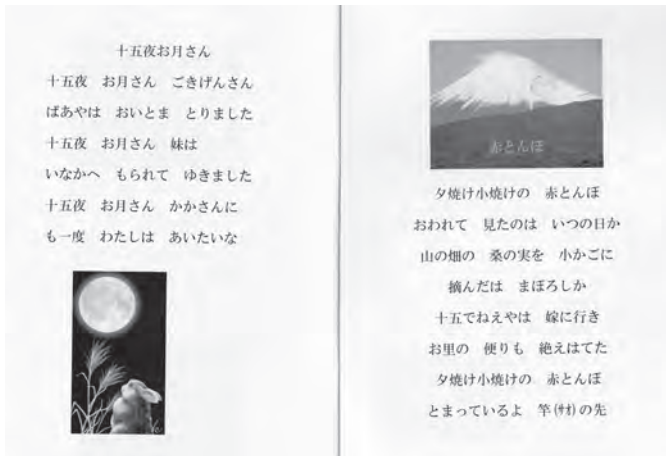 十五夜お月さん
十五夜　お月さん　ごきげんさん
ばあやは　おいとま　とりました
十五夜　お月さん　妹は
いなかへ　もられて　ゆきました
十五夜　お月さん　かかさんに
も一度　わたしは　あいたいな
赤とんぼ
夕焼け小焼けの　赤とんぼ
おわれて　見たのは　いつの日か
山の畑の　桑の実を　小かごに
摘んだは　まぼろしか
十五でねえやは　嫁に行き
お里の　便りも　絶えはてた
夕焼け小焼けの　赤とんぼ
とまっているよ　竿(ｻｵ)の先